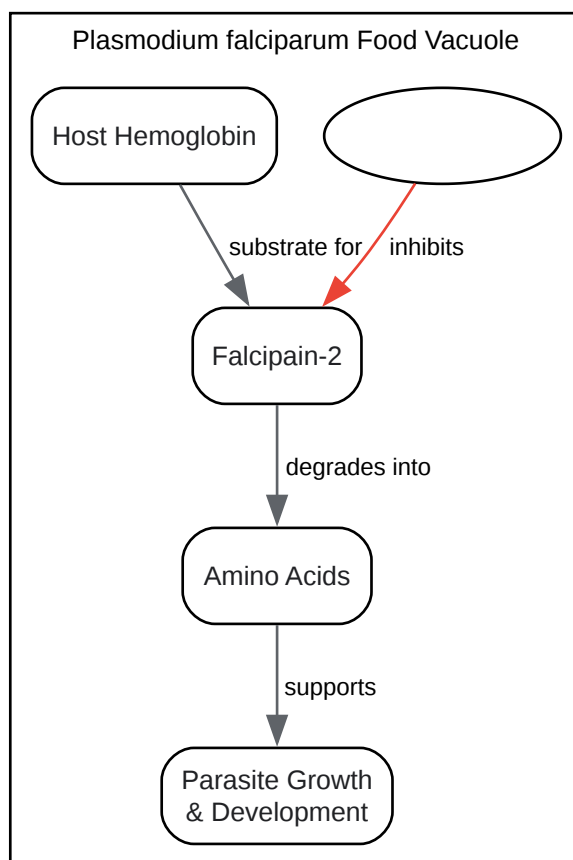 Plasmodium falciparum Food Vacuole
Host Hemoglobin
substrate for
inhibits
Falcipain-2
degrades into
Amino Acids
supports
Parasite Growth
& Development